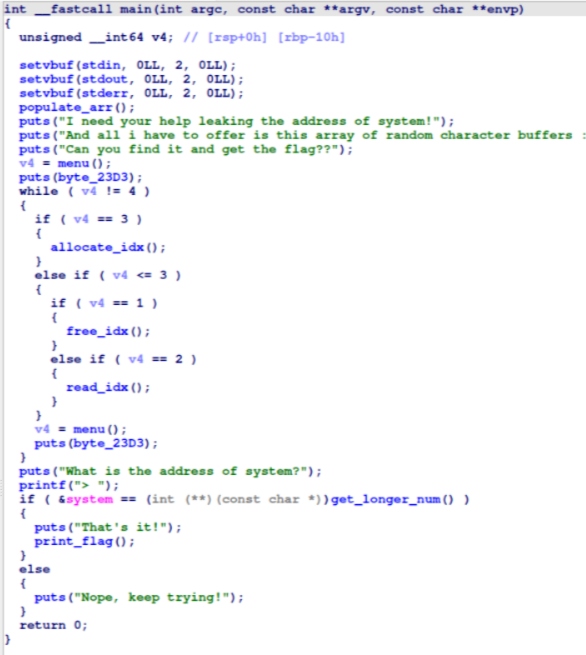 int __fastcall main(int argc, const char **argv, const char **envp)
{
  unsigned __int64 v4; // [rsp+0h] [rbp-10h]

  setvbuf(stdin, 0LL, 2, 0LL);
  setvbuf(stdout, 0LL, 2, 0LL);
  setvbuf(stderr, 0LL, 2, 0LL);
  populate_arr();
  puts("I need your help leaking the address of system!");
  puts("And all i have to offer is this array of random character buffers :
  puts("Can you find it and get the flag??");
  v4 = menu();
  puts(byte_23D3);
  while ( v4 != 4 )
  {
    if ( v4 == 3 )
    {
      allocate_idx();
    }
    else if ( v4 <= 3 )
    {
      if ( v4 == 1 )
      {
        free_idx();
      }
      else if ( v4 == 2 )
      {
        read_idx();
      }
    }
    v4 = menu();
    puts(byte_23D3);
  }
  puts("What is the address of system?");
  printf("> ");
  if ( &system == (int (**)(const char *))get_longer_num() )
  {
    puts("That's it!");
    print_flag();
  }
  else
  {
    puts("Nope, keep trying!");
  }
  return 0;
}